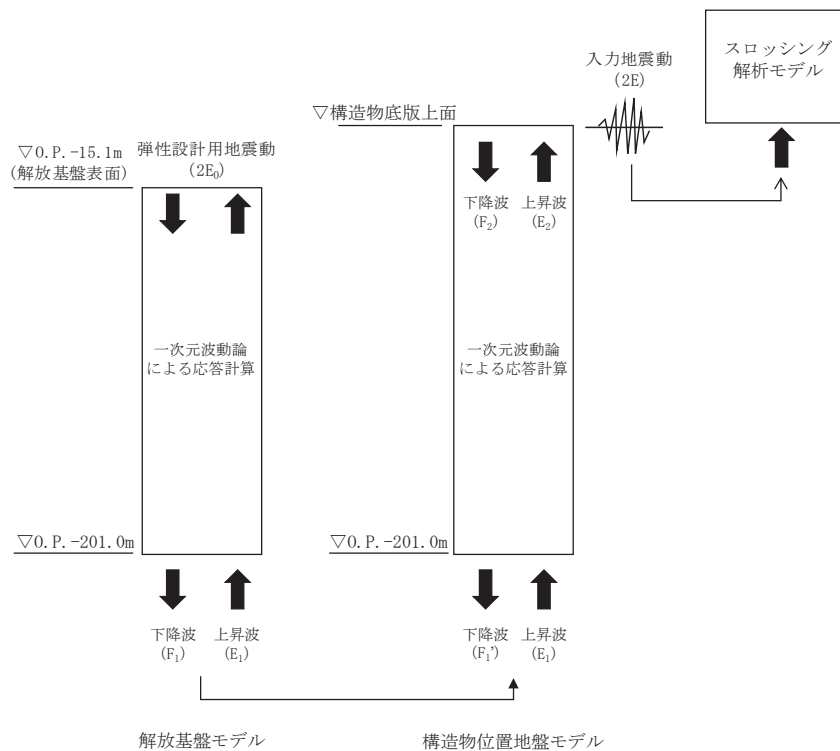 スロッシング
解析モデル
入力地震動
(2E)
▽構造物底版上面
▽O.P.-15.1m
(解放基盤表面)
弾性設計用地震動
(2E₀)
下降波
(F₂)
上昇波
(E₂)
一次元波動論
による応答計算
一次元波動論
による応答計算
▽O.P.-201.0m
▽O.P.-201.0m
下降波
(F₁)
上昇波
(E₁)
下降波
(F₁')
上昇波
(E₁)
解放基盤モデル
構造物位置地盤モデル